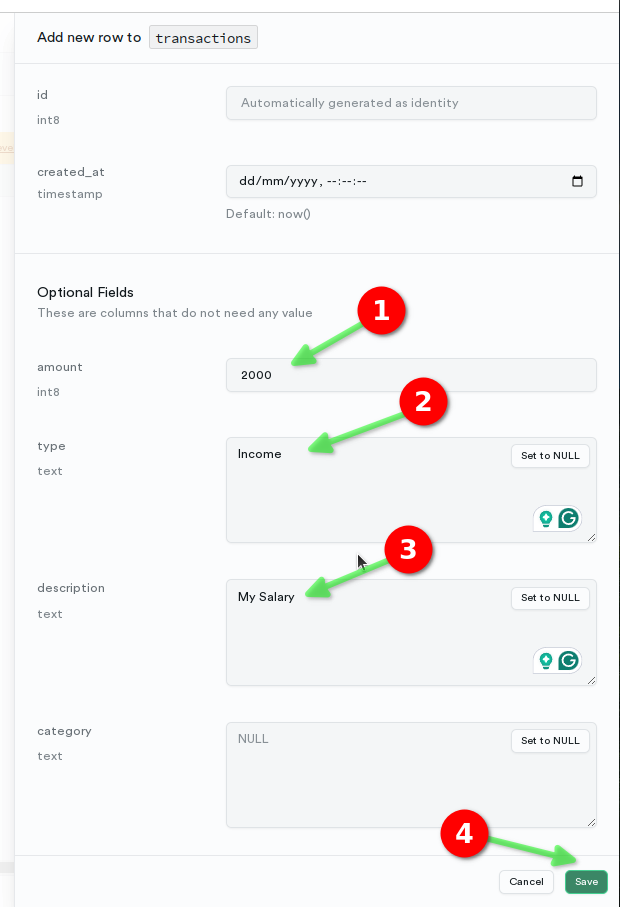 Add new row to transactions
id
int8
Automatically generated as identity
created_at
timestamp
dd/mm/yyyy, --:--:--
Default: now()
Optional Fields
These are columns that do not need any value
1
amount
int8
2000
2
type
text
Income
Set to NULL
3
description
text
My Salary
Set to NULL
category
text
NULL
Set to NULL
4
Cancel
Save